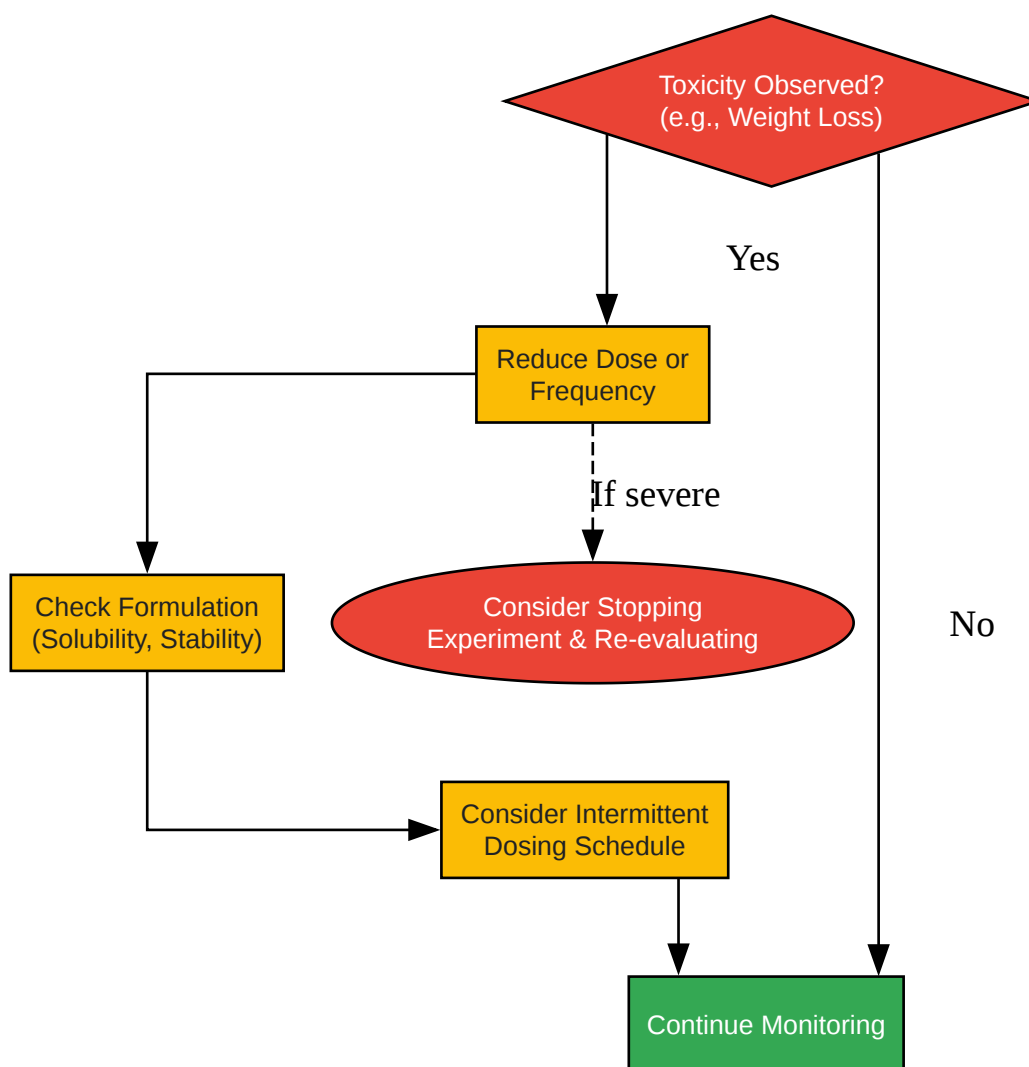 Toxicity Observed?
(e.g., Weight Loss)
Yes
Reduce Dose or
Frequency
If severe
Check Formulation
(Solubility, Stability)
Consider Stopping
Experiment & Re-evaluating
No
Consider Intermittent
Dosing Schedule
Continue Monitoring